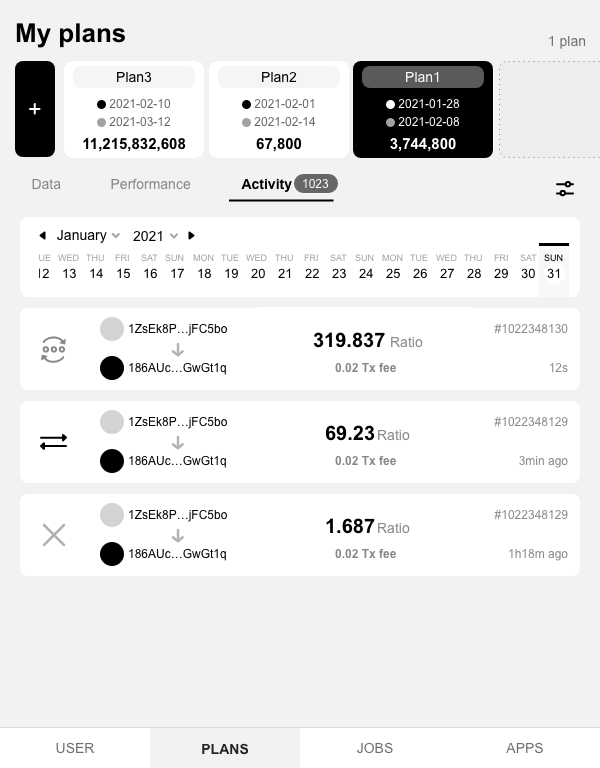 My plans
1 plan
+
Plan3
2021-02-10
2021-03-12
11,215,832,608
Plan2
2021-02-01
2021-02-14
67,800
Plan1
2021-01-28
2021-02-08
3,744,800
Data Performance Activity 1023
January 2021
UE WED THU FRI SAT SUN MON TUE WED THU FRI SAT SUN MON TUE WED THU FRI SAT SUN
12 13 14 15 16 17 18 19 20 21 22 23 24 25 26 27 28 29 30 31
1ZsEk8P...jFC5bo
186AUc...GwGt1q
319.837 Ratio
0.02 Tx fee
#1022348130
12s
1ZsEk8P...jFC5bo
186AUc...GwGt1q
69.23 Ratio
0.02 Tx fee
#1022348129
3min ago
1ZsEk8P...jFC5bo
186AUc...GwGt1q
1.687 Ratio
0.02 Tx fee
#1022348129
1h18m ago
USER PLANS JOBS APPS